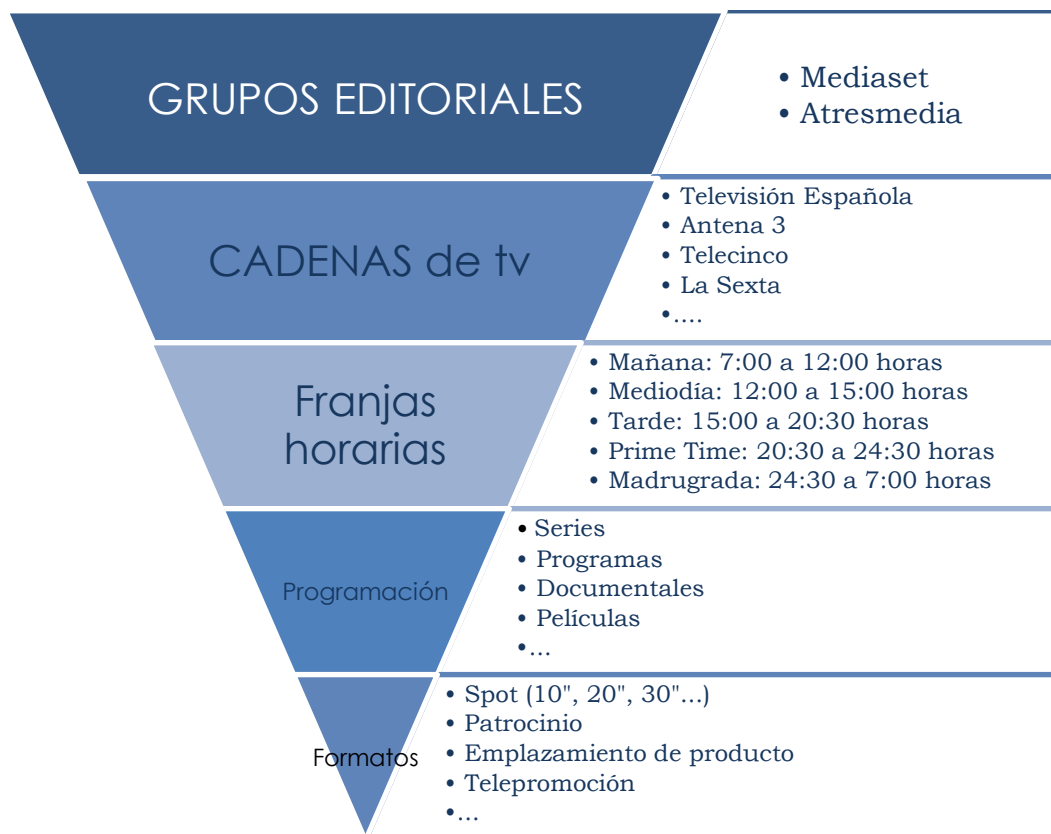 GRUPOS EDITORIALES
• Mediaset
• Atresmedia
CADENAS de tv
• Televisión Española
• Antena 3
• Telecinco
• La Sexta
•....
Franjas
horarias
• Mañana: 7:00 a 12:00 horas
• Mediodía: 12:00 a 15:00 horas
• Tarde: 15:00 a 20:30 horas
• Prime Time: 20:30 a 24:30 horas
• Madrugrada: 24:30 a 7:00 horas
Programación
• Series
• Programas
• Documentales
• Películas
•...
Formatos
• Spot (10", 20", 30"...)
• Patrocinio
• Emplazamiento de producto
• Telepromoción
•...